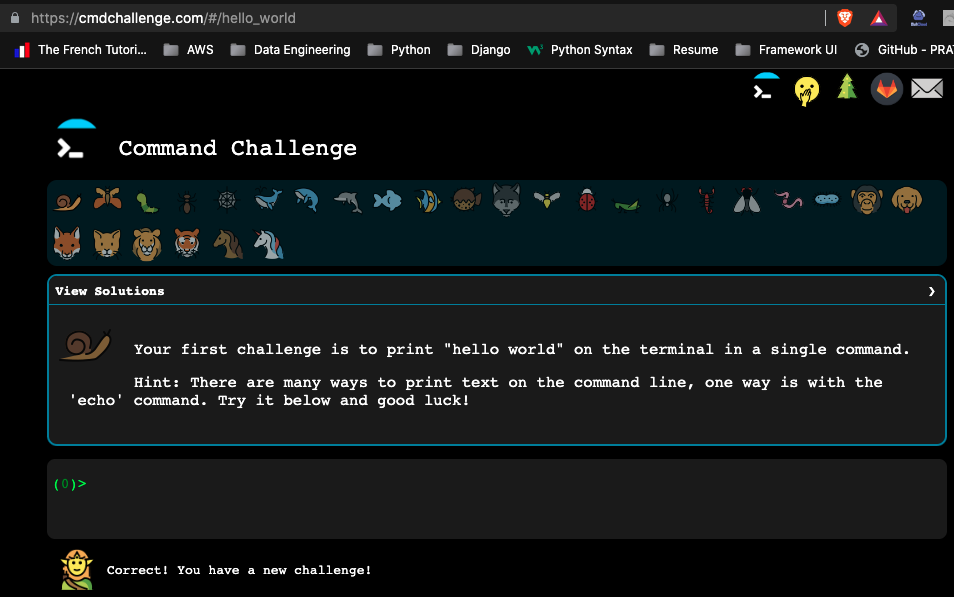 https://cmdchallenge.com/#/hello_world
The French Tutori... AWS Data Engineering Python Django Python Syntax Resume Framework UI GitHub - PRA
Command Challenge
View Solutions ❯
Your first challenge is to print "hello world" on the terminal in a single command.
Hint: There are many ways to print text on the command line, one way is with the
'echo' command. Try it below and good luck!
(0)>
Correct! You have a new challenge!